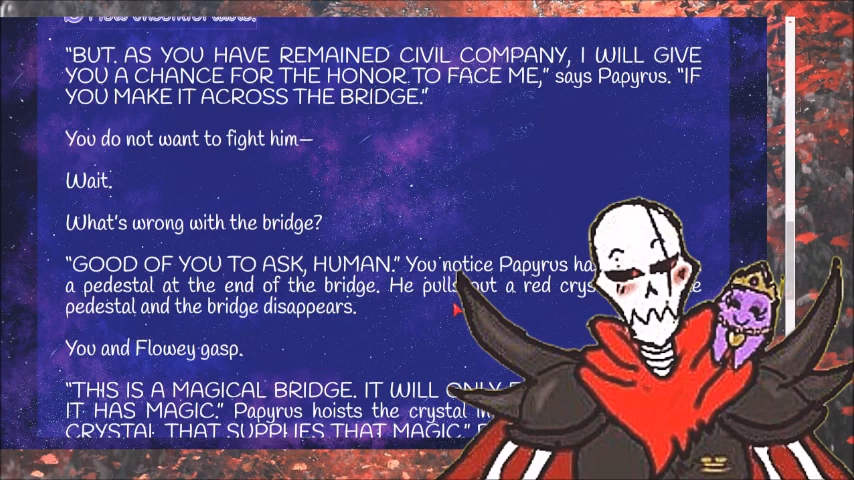 "BUT. AS YOU HAVE REMAINED CIVIL COMPANY, I WILL GIVE
YOU A CHANCE FOR THE HONOR TO FACE ME," says Papyrus. "IF
YOU MAKE IT ACROSS THE BRIDGE."
You do not want to fight him—
Wait.
What's wrong with the bridge?
"GOOD OF YOU TO ASK, HUMAN." You notice Papyrus
a pedestal at the end of the bridge. He pulls out a red
pedestal and the bridge disappears.
You and Flowey gasp.
"THIS IS A MAGICAL BRIDGE. IT WILL ONLY
IT HAS MAGIC." Papyrus hoists the crystal
CRYSTAL THAT SUPPLIES THAT MAGIC."